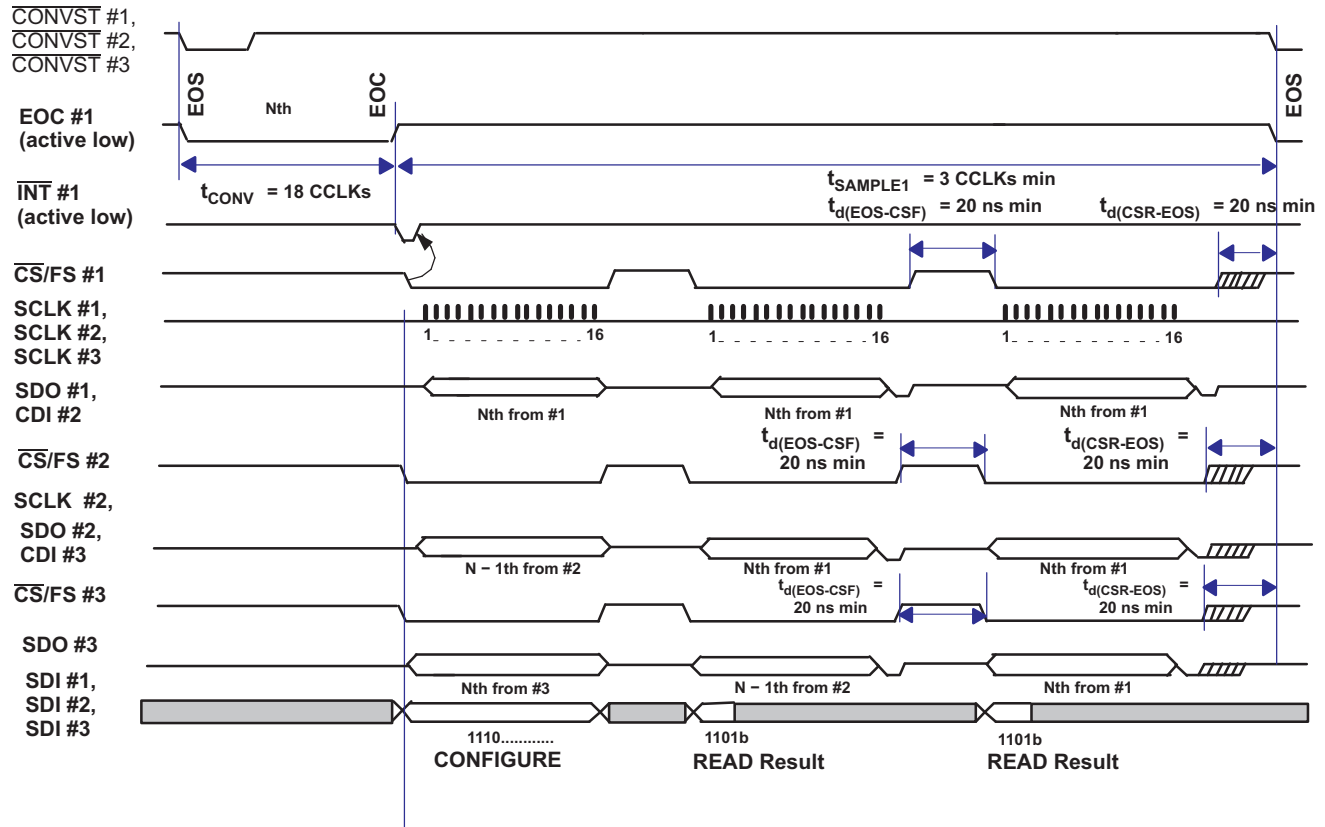 CONVST #1,
CONVST #2,
CONVST #3
EOS
Nth
EOC
EOS
EOC #1
(active low)
tCONV = 18 CCLKs
tSAMPLE1 = 3 CCLKs min
INT #1
(active low)
td(EOS-CSF) = 20 ns min
td(CSR-EOS) = 20 ns min
CS/FS #1
SCLK #1,
SCLK #2,
SCLK #3
1_ _ _ _ _ _ _ _ _ _ 16
1_ _ _ _ _ _ _ _ _ _ 16
1_ _ _ _ _ _ _ _ _ _ 16
SDO #1,
CDI #2
Nth from #1
Nth from #1
Nth from #1
td(EOS-CSF) =
20 ns min
td(CSR-EOS) =
20 ns min
CS/FS #2
SCLK #2,
SDO #2,
CDI #3
N − 1th from #2
Nth from #1
Nth from #1
td(EOS-CSF) =
20 ns min
td(CSR-EOS) =
20 ns min
CS/FS #3
SDO #3
Nth from #3
N − 1th from #2
Nth from #1
SDI #1,
SDI #2,
SDI #3
1110............
CONFIGURE
1101b
READ Result
1101b
READ Result